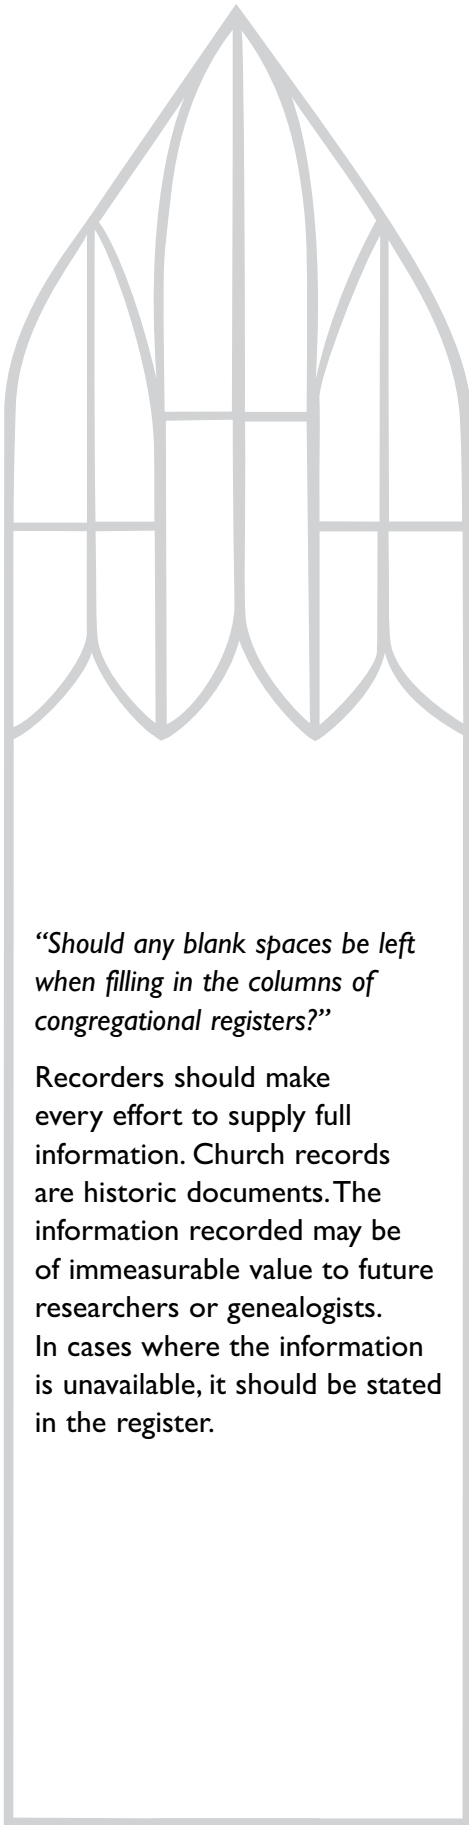 “Should any blank spaces be left
when filling in the columns of
congregational registers?”
Recorders should make
every effort to supply full
information. Church records
are historic documents. The
information recorded may be
of immeasurable value to future
researchers or genealogists.
In cases where the information
is unavailable, it should be stated
in the register.